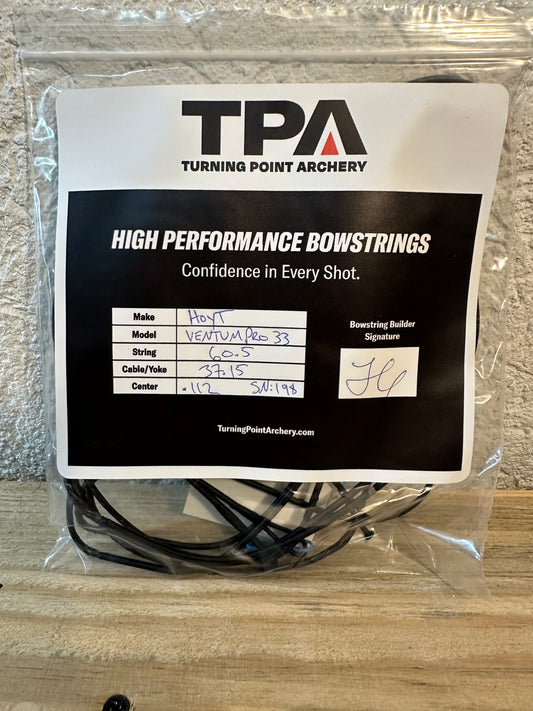 TPA
TURNING POINT ARCHERY
HIGH PERFORMANCE BOWSTRINGS
Confidence in Every Shot.
Make HOYT
Model VENTUM PRO 33
String 60.5
Cable/Yoke 37.15
Center .112 SN:198
Bowstring Builder
Signature
TurningPointArchery.com